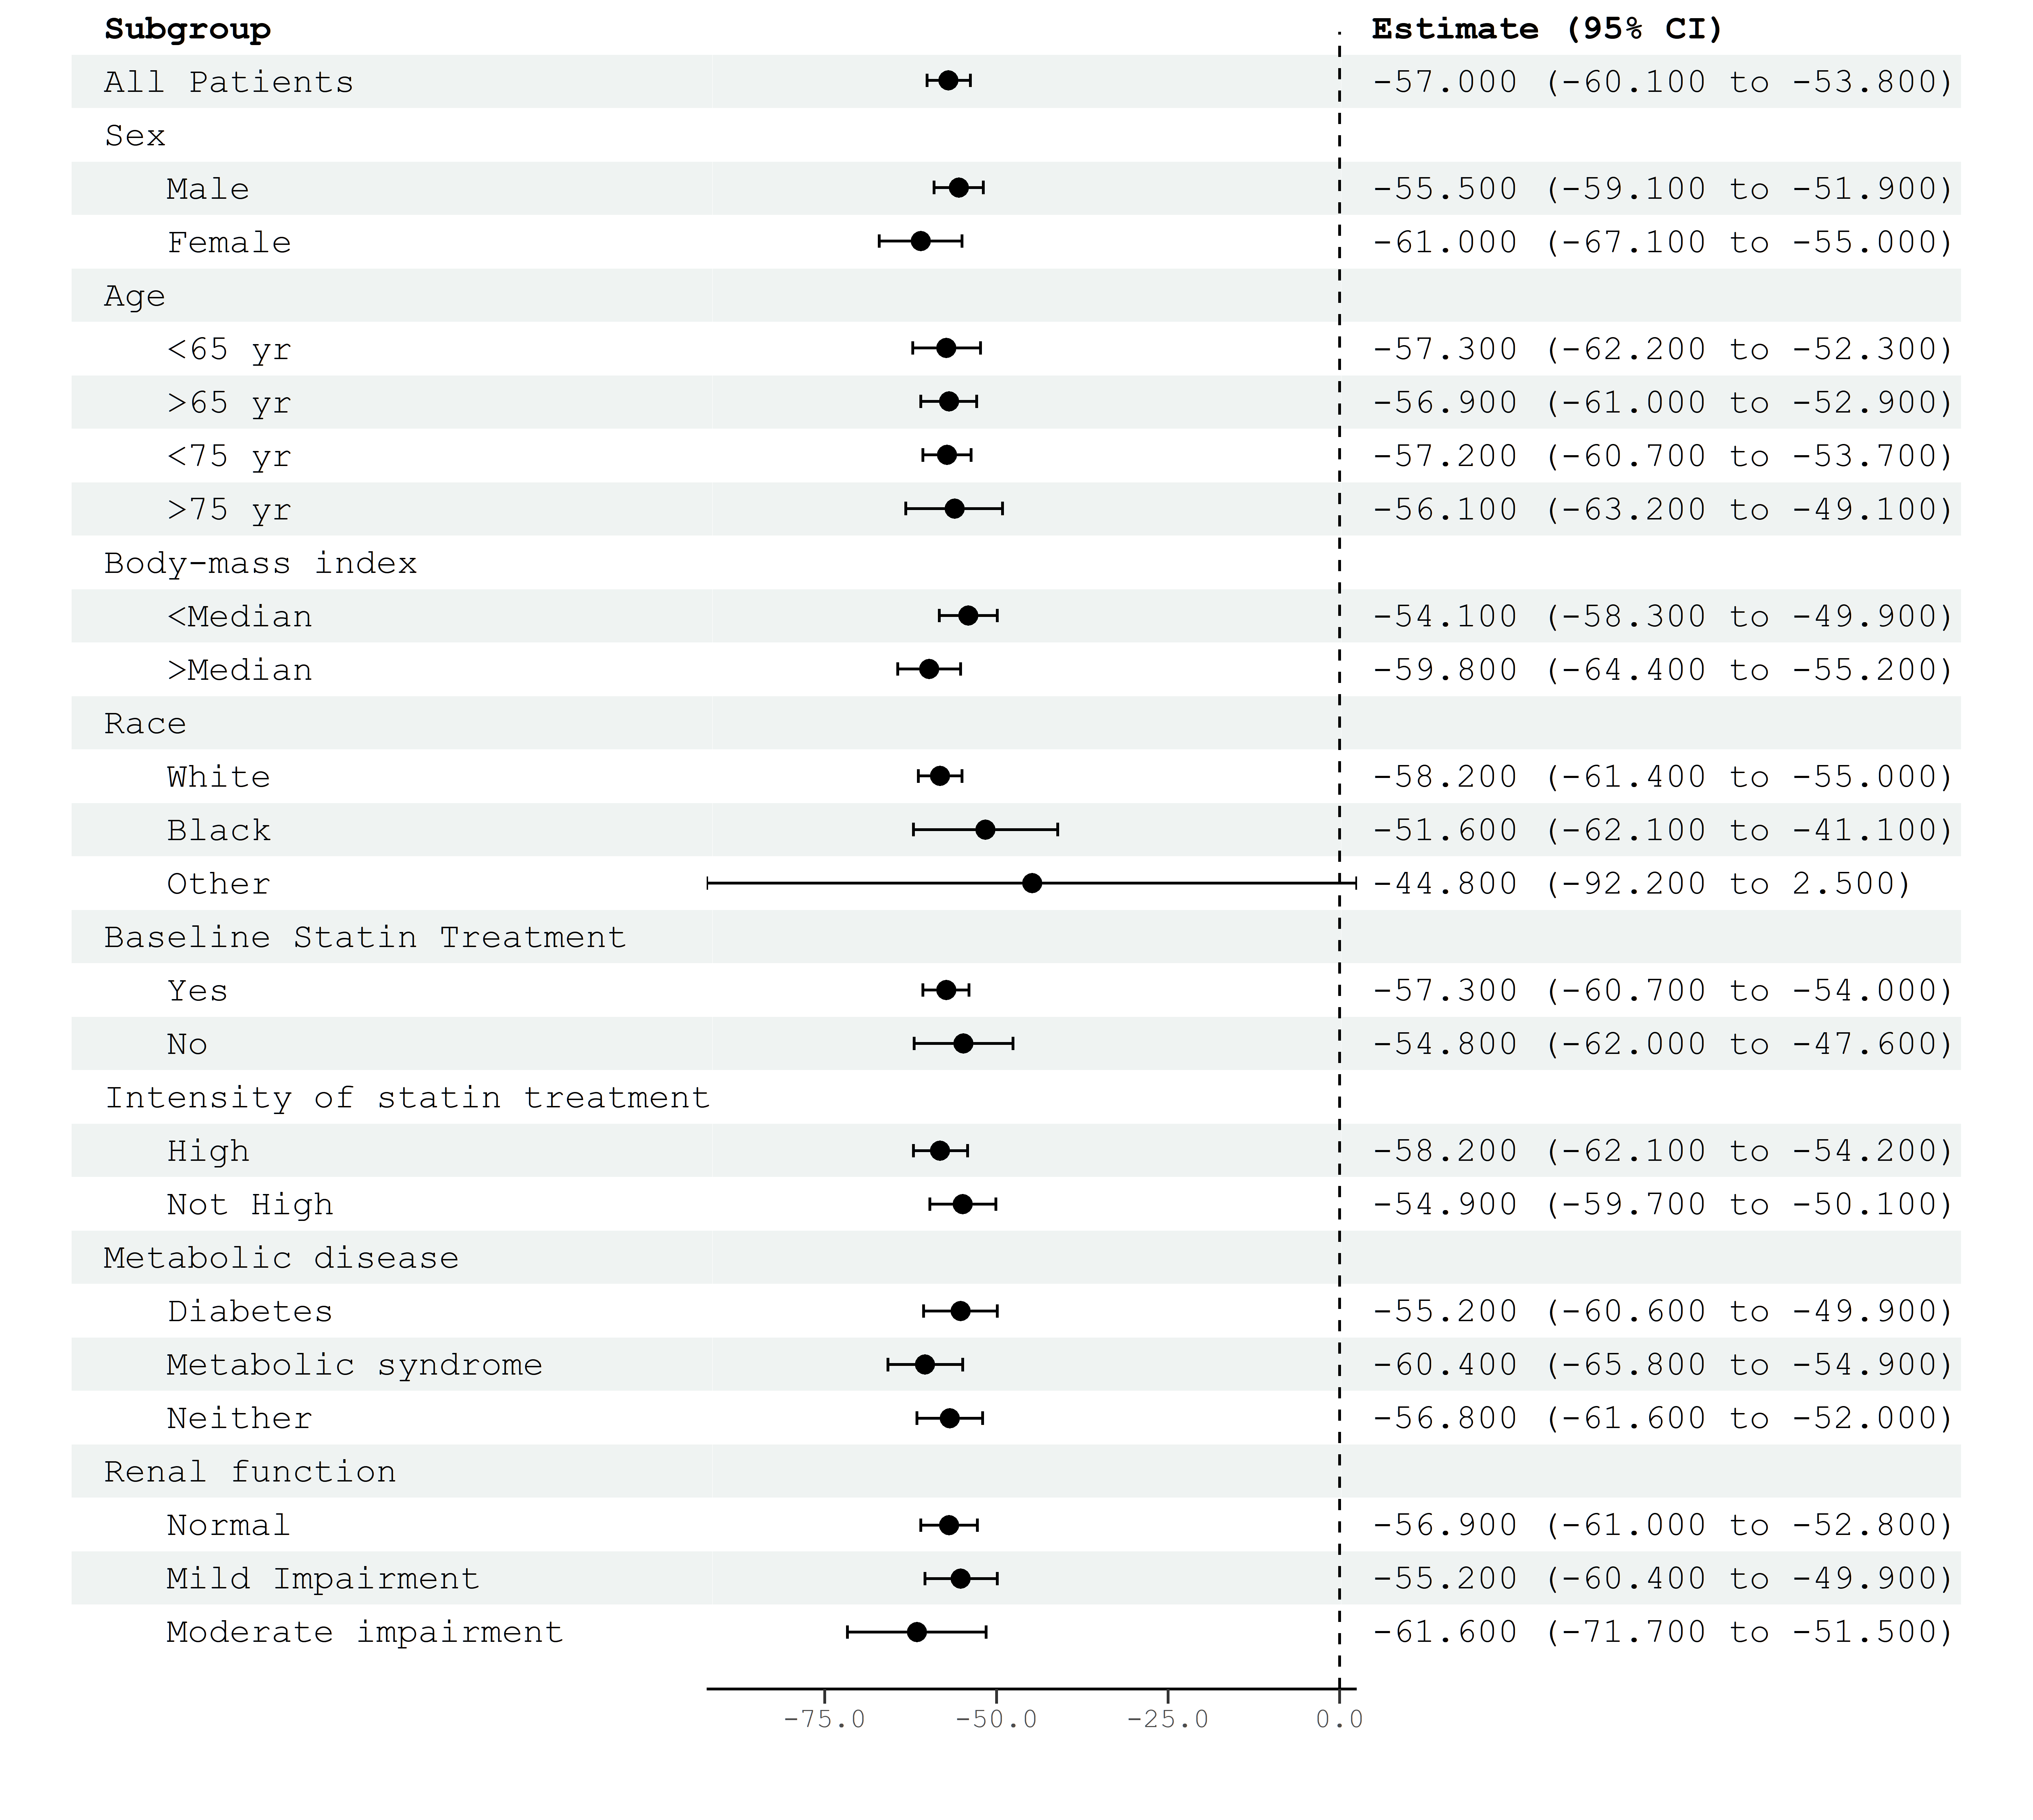 Subgroup Estimate (95% CI)
All Patients -57.000 (-60.100 to -53.800)
Sex
Male -55.500 (-59.100 to -51.900)
Female -61.000 (-67.100 to -55.000)
Age
<65 yr -57.300 (-62.200 to -52.300)
>65 yr -56.900 (-61.000 to -52.900)
<75 yr -57.200 (-60.700 to -53.700)
>75 yr -56.100 (-63.200 to -49.100)
Body-mass index
<Median -54.100 (-58.300 to -49.900)
>Median -59.800 (-64.400 to -55.200)
Race
White -58.200 (-61.400 to -55.000)
Black -51.600 (-62.100 to -41.100)
Other -44.800 (-92.200 to 2.500)
Baseline Statin Treatment
Yes -57.300 (-60.700 to -54.000)
No -54.800 (-62.000 to -47.600)
Intensity of statin treatment
High -58.200 (-62.100 to -54.200)
Not High -54.900 (-59.700 to -50.100)
Metabolic disease
Diabetes -55.200 (-60.600 to -49.900)
Metabolic syndrome -60.400 (-65.800 to -54.900)
Neither -56.800 (-61.600 to -52.000)
Renal function
Normal -56.900 (-61.000 to -52.800)
Mild Impairment -55.200 (-60.400 to -49.900)
Moderate impairment -61.600 (-71.700 to -51.500)
-75.0 -50.0 -25.0 0.0